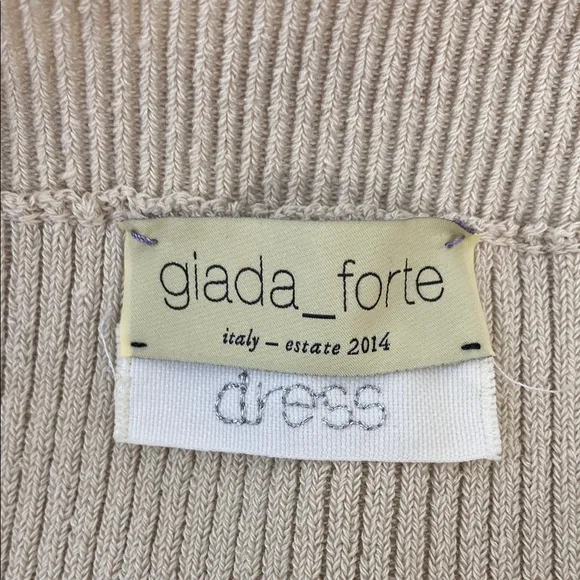 giada_forte
italy – estate 2014
dress